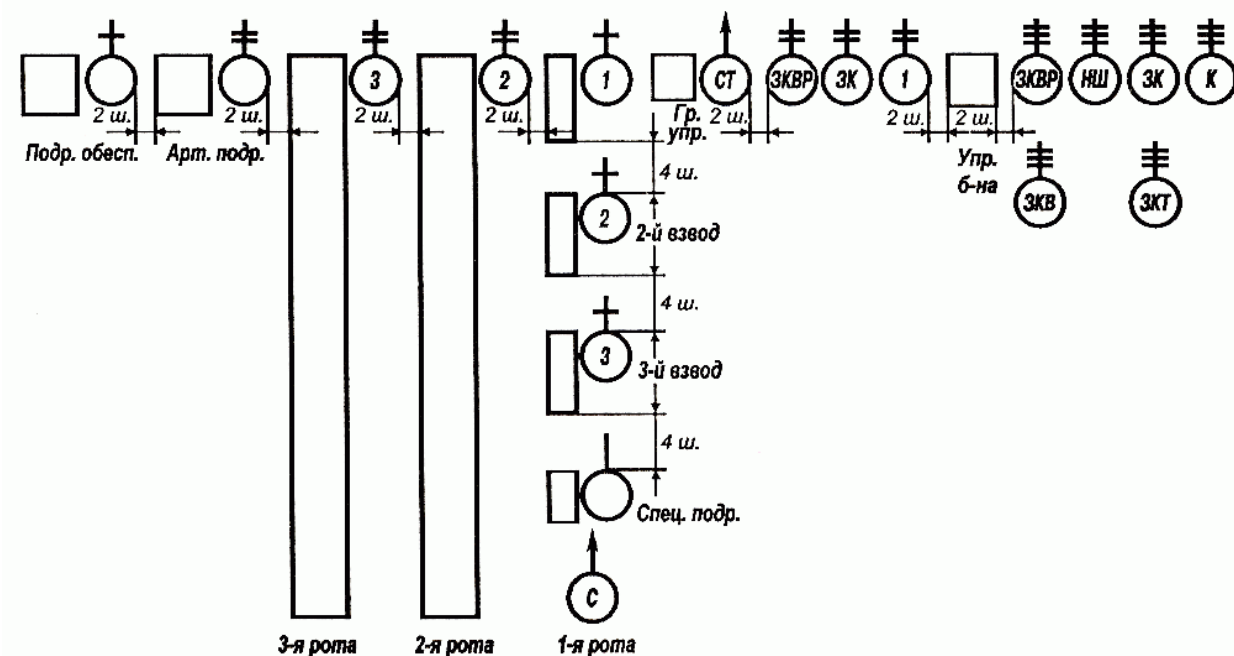 3 2 1 СТ ЗКВР ЗК 1 ЗКВР НШ ЗК К
2 ш. 2 ш. 2 ш. 2 ш. 2 ш. 2 ш. 2 ш.
Гр.
упр.
Подр. обесп. Арт. подр.
Упр.
б-на
4 ш.
ЗКВ ЗКТ
2
2-й взвод
4 ш.
3
3-й взвод
4 ш.
Спец. подр.
С
3-я рота 2-я рота 1-я рота